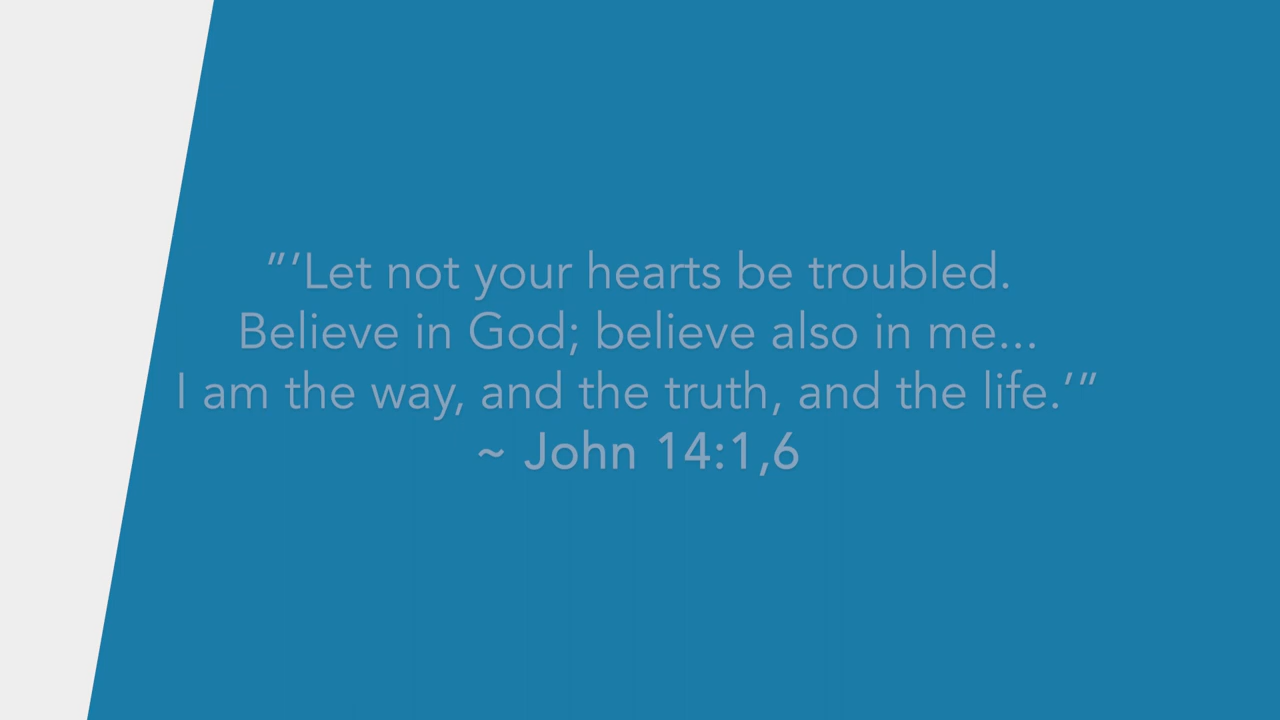 "'Let not your hearts be troubled.
Believe in God; believe also in me...
I am the way, and the truth, and the life.'"
~ John 14:1,6